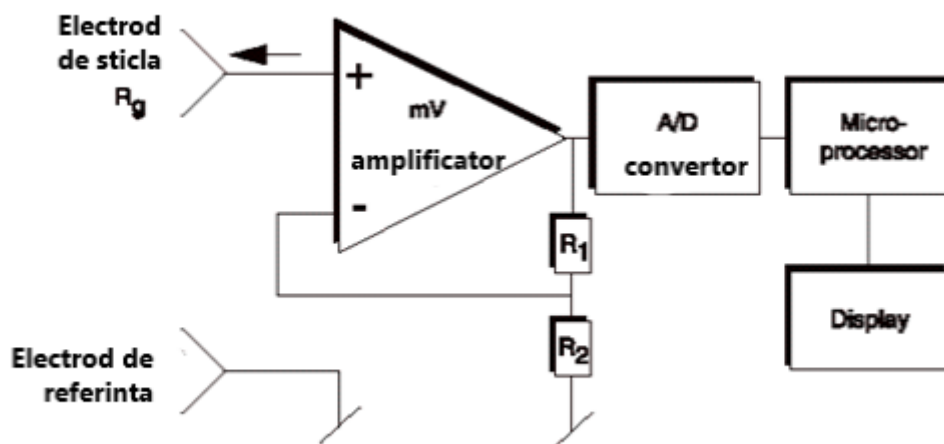 Electrod
de sticla
Rg
+
mV
amplificator
-
A/D
convertor
Micro-
processor
R1
R2
Display
Electrod de
referinta